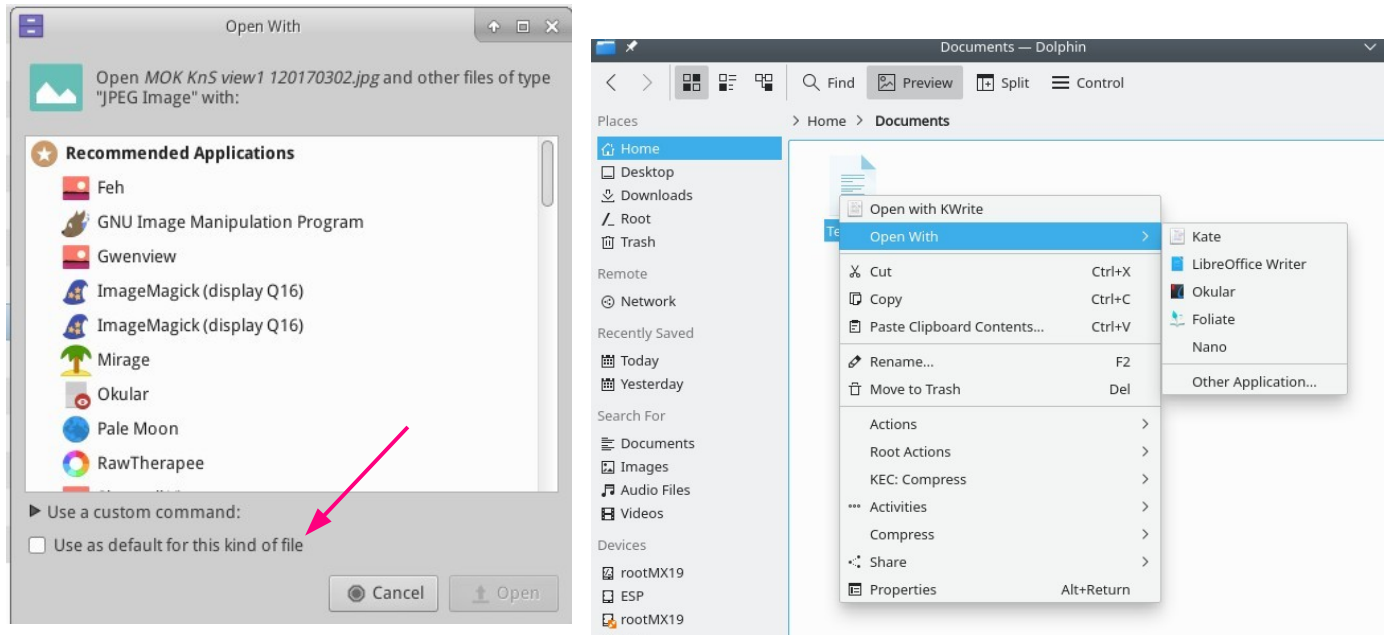 Open With
Open MOK KnS view1 120170302.jpg and other files of type
"JPEG Image" with:
Recommended Applications
Feh
GNU Image Manipulation Program
Gwenview
ImageMagick (display Q16)
ImageMagick (display Q16)
Mirage
Okular
Pale Moon
RawTherapee
Use a custom command:
Use as default for this kind of file
Cancel
Open
Documents — Dolphin
Find
Preview
Split
Control
Places
Home
Desktop
Downloads
Root
Trash
Remote
Network
Recently Saved
Today
Yesterday
Search For
Documents
Images
Audio Files
Videos
Devices
rootMX19
ESP
rootMX19
> Home > Documents
Te
Open with KWrite
Open With
Cut Ctrl+X
Copy Ctrl+C
Paste Clipboard Contents... Ctrl+V
Rename... F2
Move to Trash Del
Actions
Root Actions
KEC: Compress
Activities
Compress
Share
Properties Alt+Return
Kate
LibreOffice Writer
Okular
Foliate
Nano
Other Application...